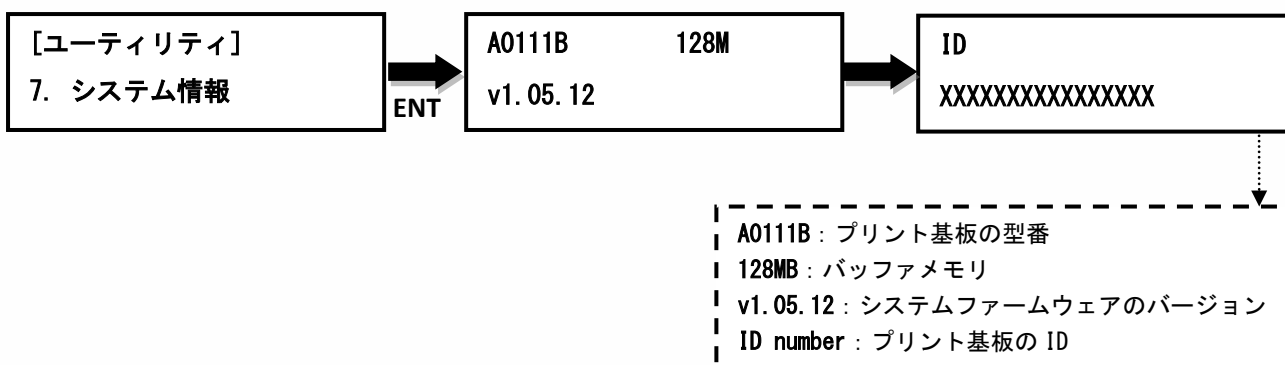 [ユーティリティ]
7. システム情報
ENT
A0111B 128M
v1.05.12
ID
XXXXXXXXXXXXXXXX
A0111B：プリント基板の型番
128MB：バッファメモリ
v1.05.12：システムファームウェアのバージョン
ID number：プリント基板の ID